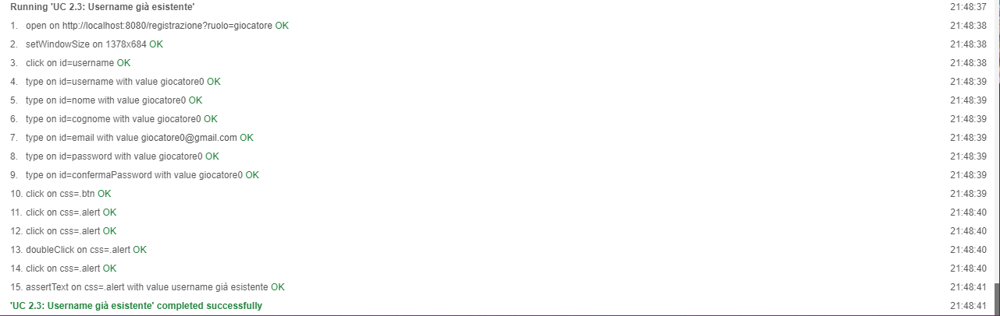 Running 'UC 2.3: Username già esistente' 21:48:37
1. open on http://localhost:8080/registrazione?ruolo=giocatore OK 21:48:38
2. setWindowSize on 1378x684 OK 21:48:38
3. click on id=username OK 21:48:38
4. type on id=username with value giocatore0 OK 21:48:39
5. type on id=nome with value giocatore0 OK 21:48:39
6. type on id=cognome with value giocatore0 OK 21:48:39
7. type on id=email with value giocatore0@gmail.com OK 21:48:39
8. type on id=password with value giocatore0 OK 21:48:39
9. type on id=confermaPassword with value giocatore0 OK 21:48:39
10. click on css=.btn OK 21:48:39
11. click on css=.alert OK 21:48:40
12. click on css=.alert OK 21:48:40
13. doubleClick on css=.alert OK 21:48:40
14. click on css=.alert OK 21:48:40
15. assertText on css=.alert with value username già esistente OK 21:48:41
'UC 2.3: Username già esistente' completed successfully 21:48:41